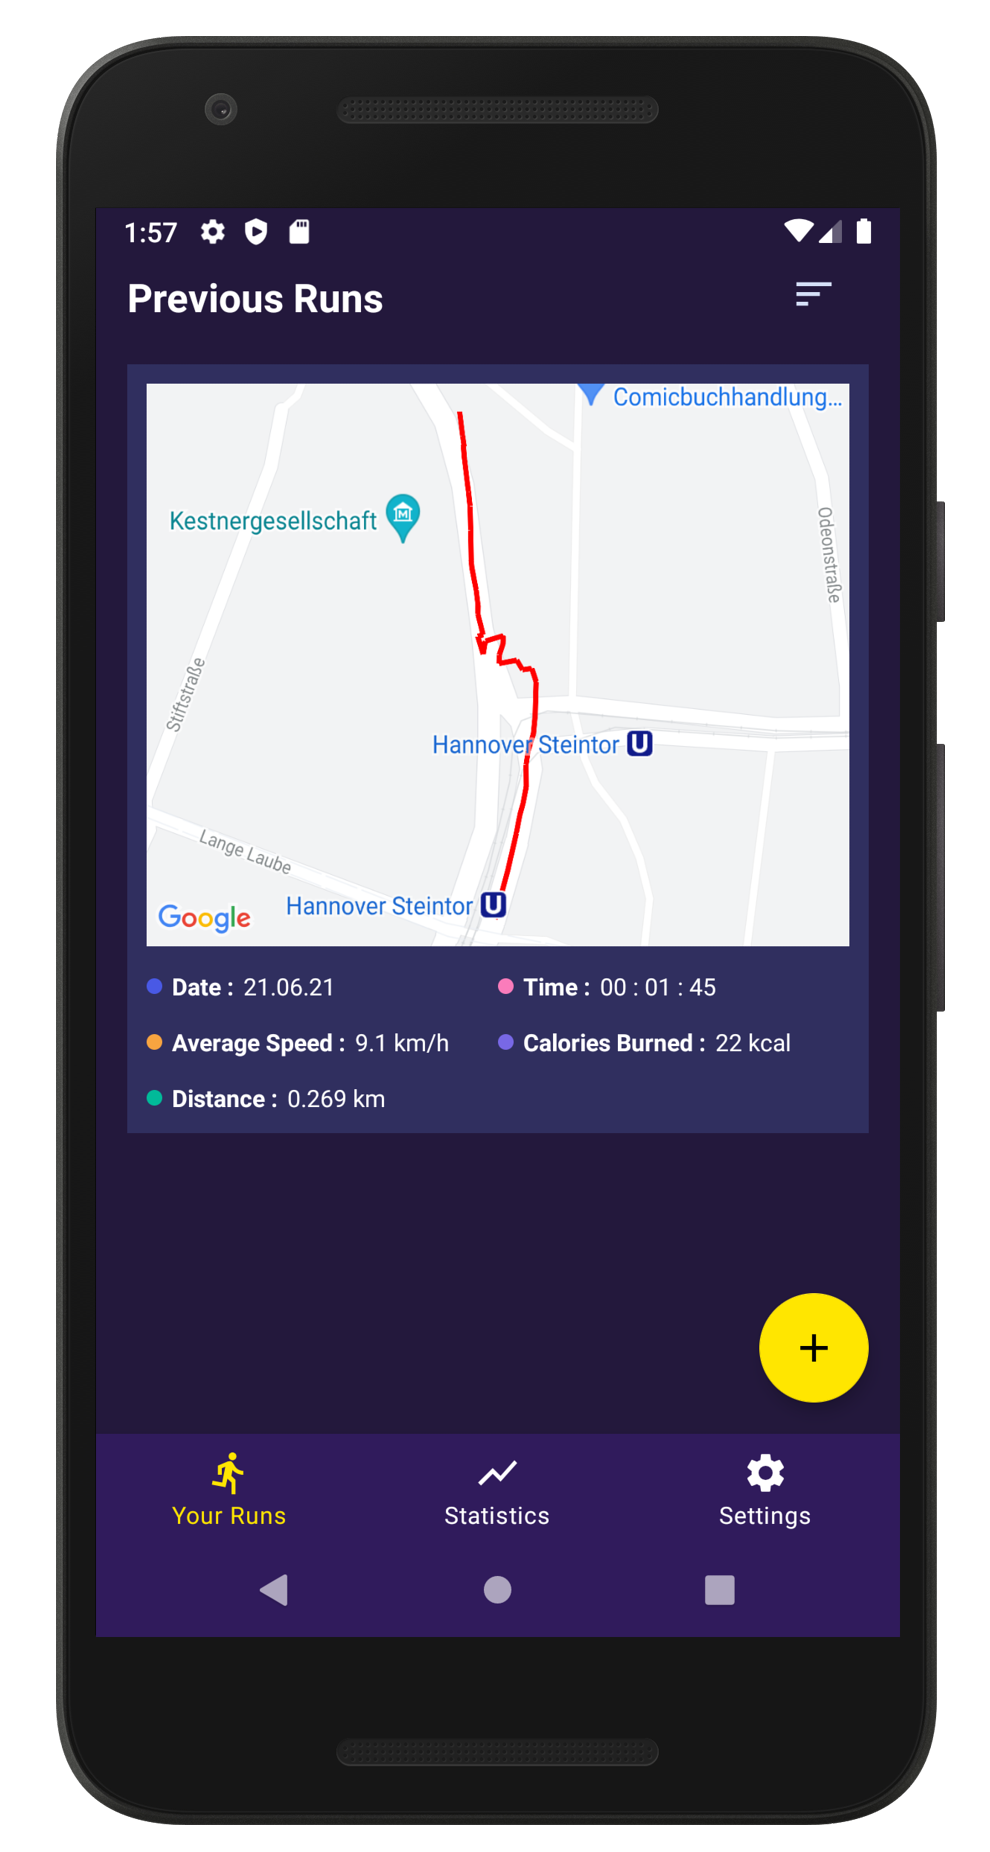 1:57
Previous Runs
Comicbuchhandlung...
Kestnergesellschaft
Odeonstraße
Stiftstraße
Hannover Steintor U
Lange Laube
Hannover Steintor U
Google
Date : 21.06.21
Time : 00 : 01 : 45
Average Speed : 9.1 km/h
Calories Burned : 22 kcal
Distance : 0.269 km
+
Your Runs
Statistics
Settings